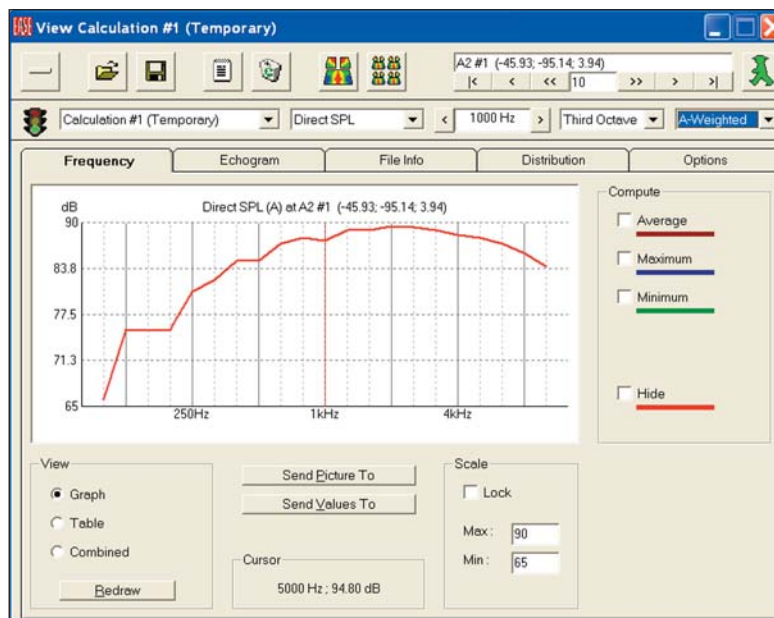 EASE View Calculation #1 (Temporary)
A2 #1 (-45.93; -95.14; 3.94)
|< < << 10 >> > >|
Calculation #1 (Temporary) Direct SPL < 1000 Hz > Third Octave A-Weighted
Frequency Echogram File Info Distribution Options
dB Direct SPL (A) at A2 #1 (-45.93; -95.14; 3.94)
90
83.8
77.5
71.3
65
250Hz 1kHz 4kHz
Compute
Average
Maximum
Minimum
Hide
View
Graph
Table
Combined
Redraw
Send Picture To
Send Values To
Cursor
5000 Hz ; 94.80 dB
Scale
Lock
Max: 90
Min: 65